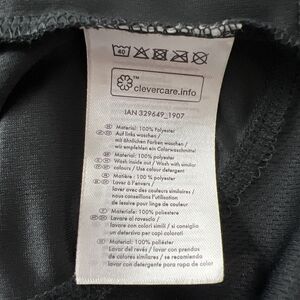 40
clevercare.info
TM
IAN 329649_1907
Material: 100% Polyester
Auf links waschen /
mit ähnlichen Farben waschen /
wir empfehlen ein Colorwaschmittel
Material: 100% Polyester
Wash inside out / Wash with similar
colours / Use colour detergent
Matière : 100% polyester
Laver à l'envers /
laver avec des couleurs similaires /
nous conseillons l'utilisation
de lessive pour linge de couleur
Materiale: 100% poliestere
Lavare a rovescio /
lavare con colori simili / si consiglia
un detersivo per capi colorati
Material: 100% poliéster
Lavar del revés / lavar con prendas
de colores similares / se recomienda
lavar con detergente para ropa de color